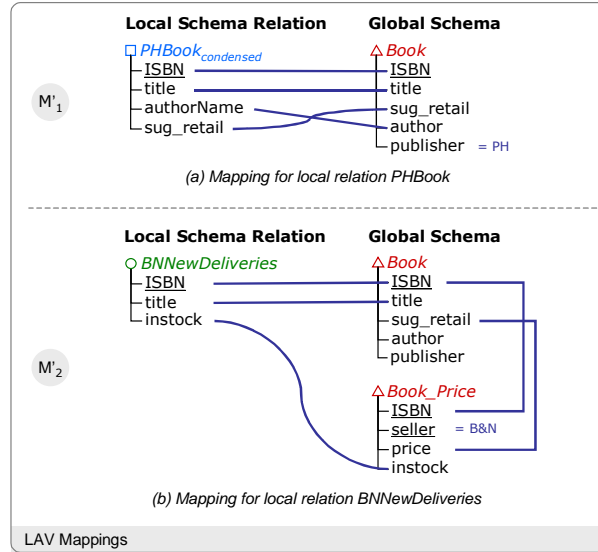 Local Schema Relation Global Schema
PHBook condensed Book
ISBN ISBN
title title
authorName sug_retail
sug_retail author
publisher = PH
M'1
(a) Mapping for local relation PHBook
Local Schema Relation Global Schema
BNNewDeliveries Book
ISBN ISBN
title title
instock sug_retail
author
publisher
M'2
Book_Price
ISBN
seller = B&N
price
instock
(b) Mapping for local relation BNNewDeliveries
LAV Mappings